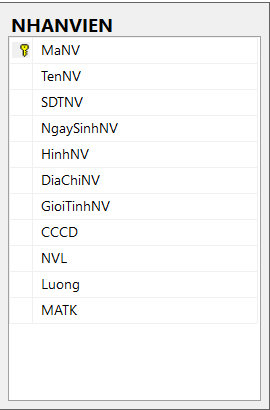 NHANVIEN
MaNV
TenNV
SDTNV
NgaySinhNV
HinhNV
DiaChiNV
GioiTinhNV
CCCD
NVL
Luong
MATK